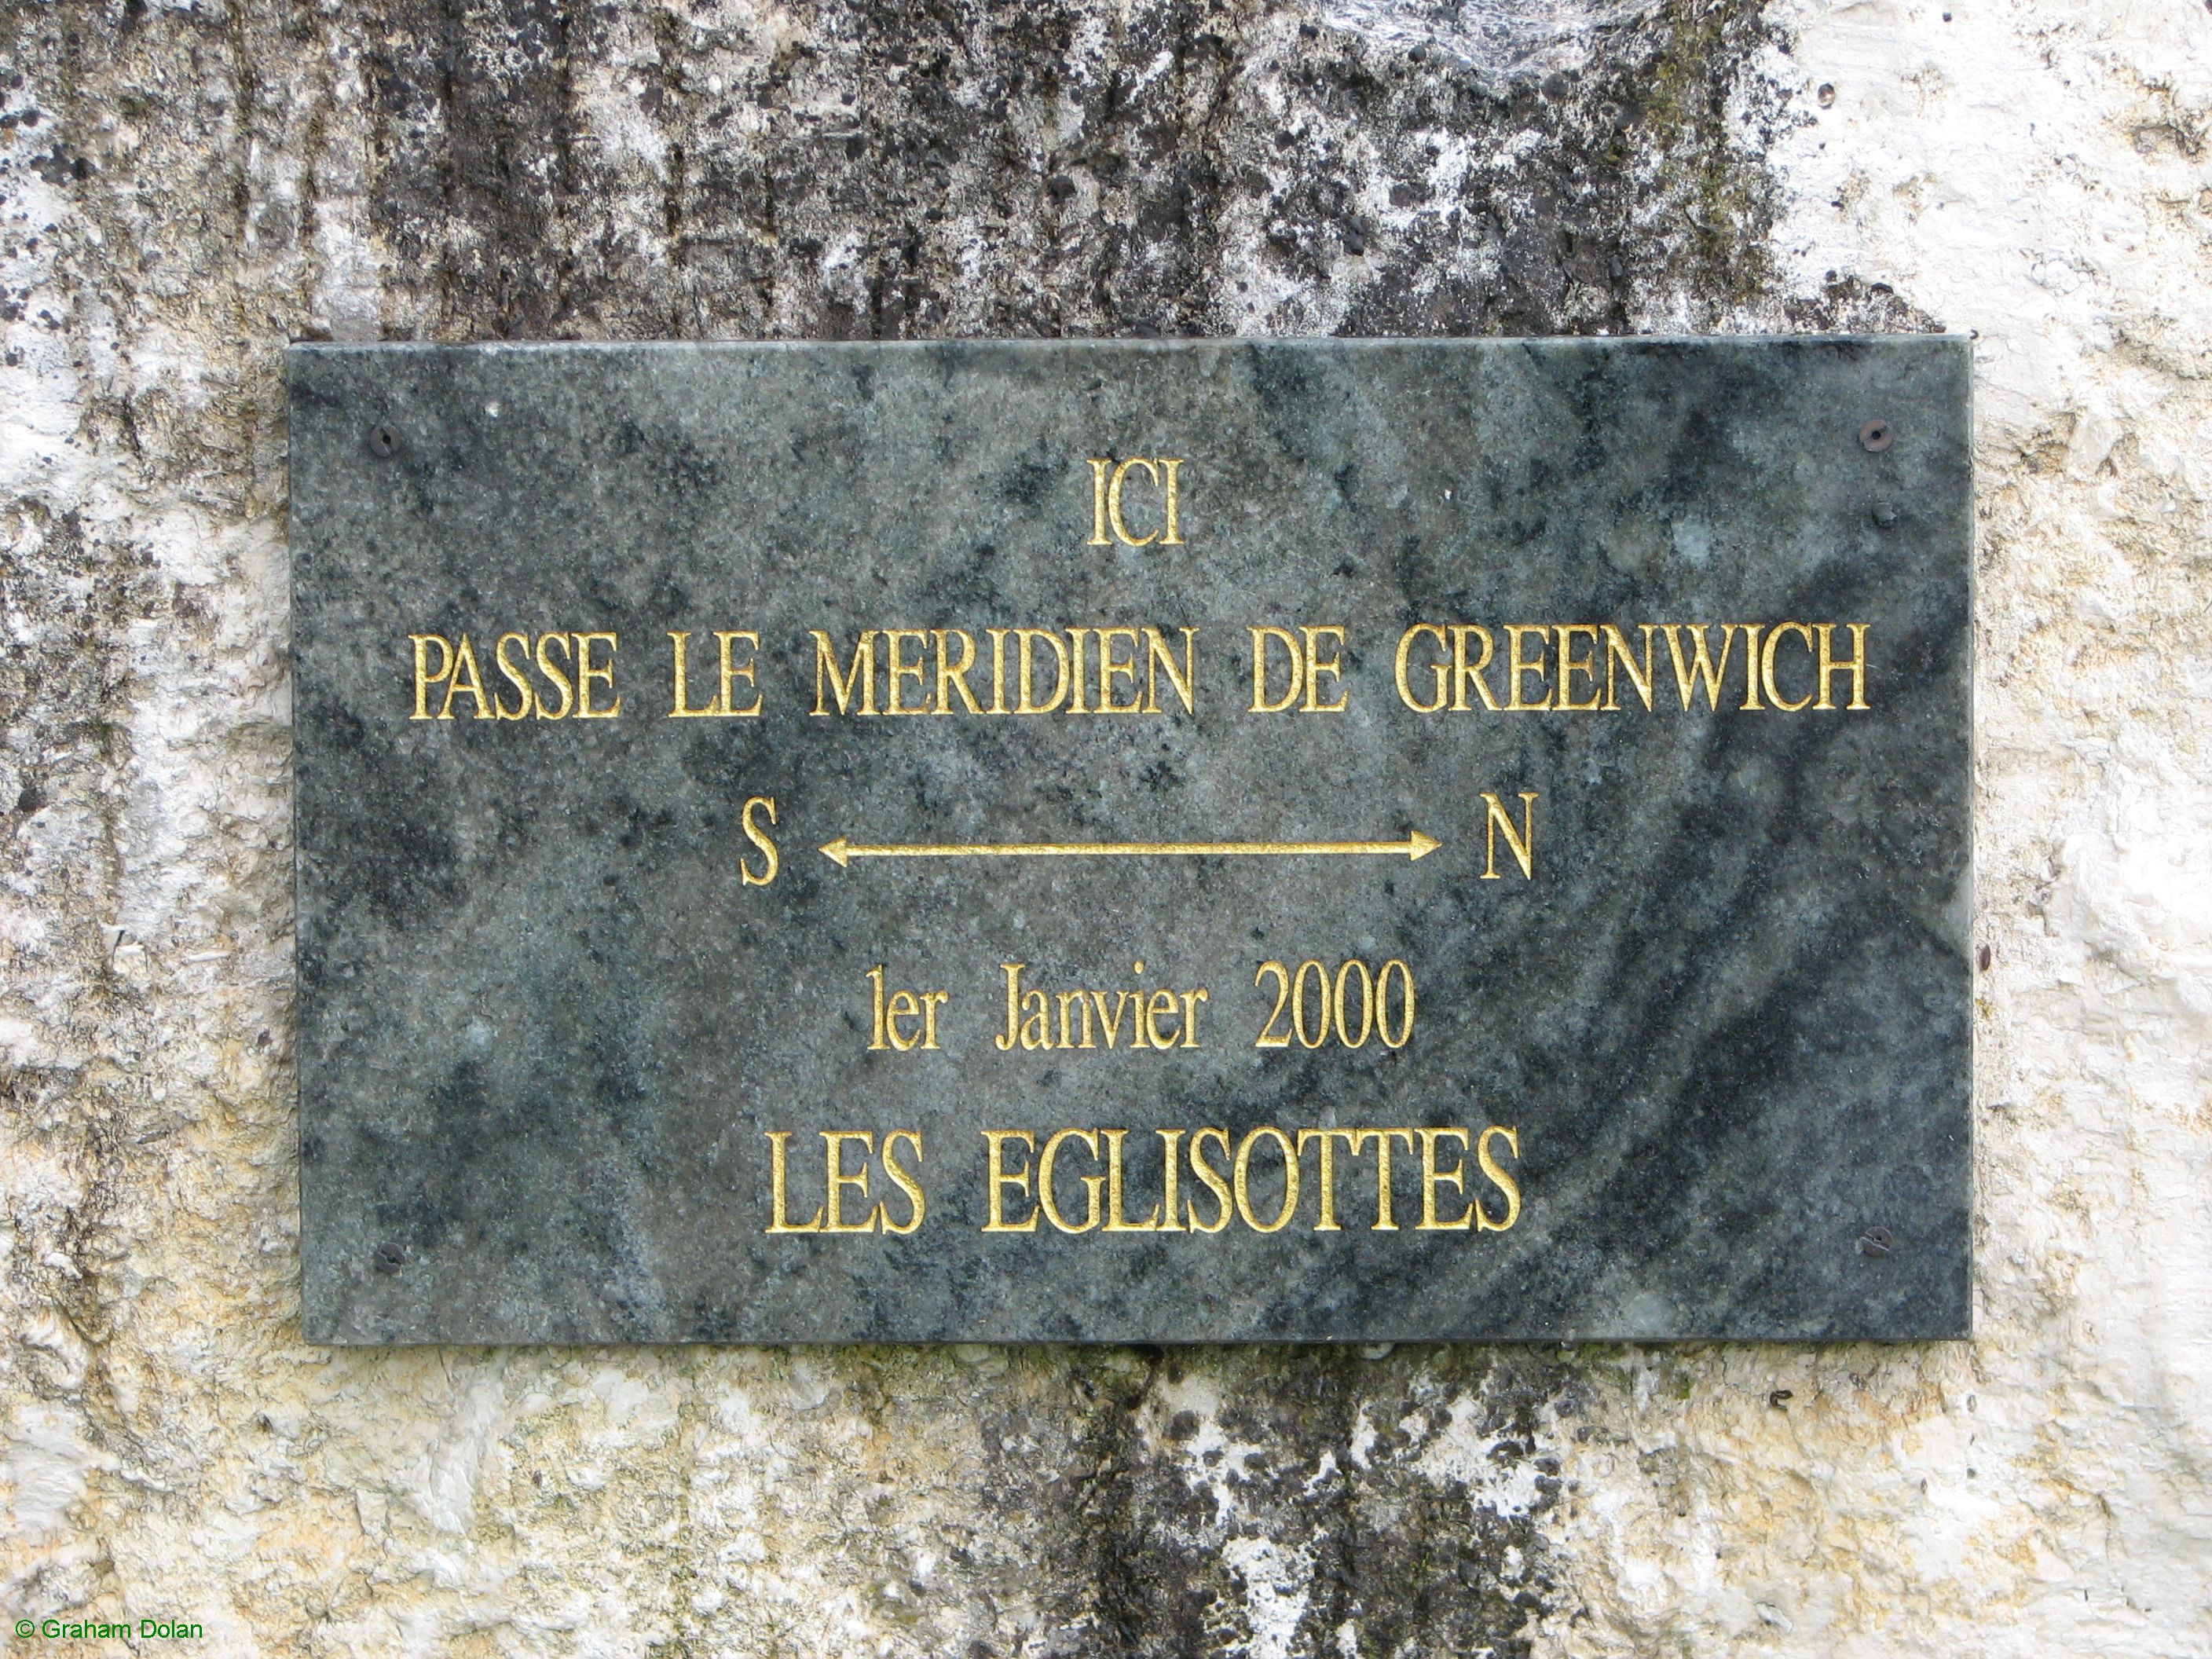 ICI
PASSE LE MERIDIEN DE GREENWICH
S N
1er Janvier 2000
LES EGLISOTTES
© Graham Dolan